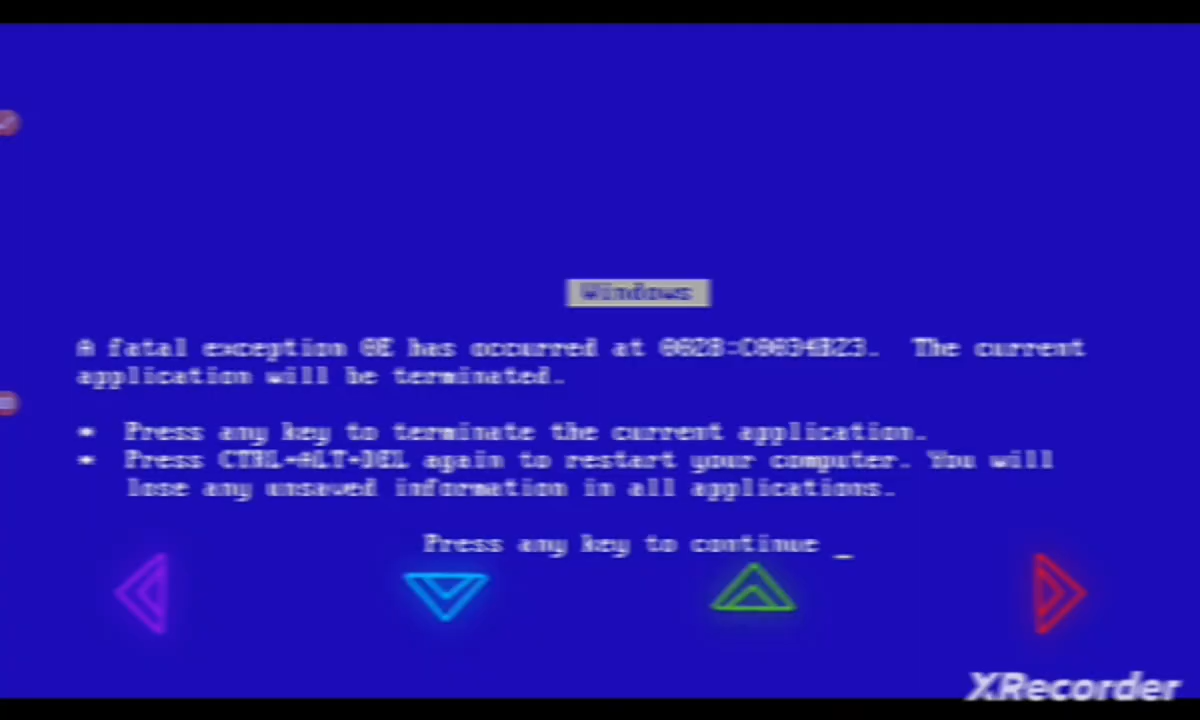 Windows
A fatal exception 0E has occurred at 0028:C0034B23. The current
application will be terminated.
* Press any key to terminate the current application.
* Press CTRL+ALT+DEL again to restart your computer. You will
lose any unsaved information in all applications.
Press any key to continue _
XRecorder